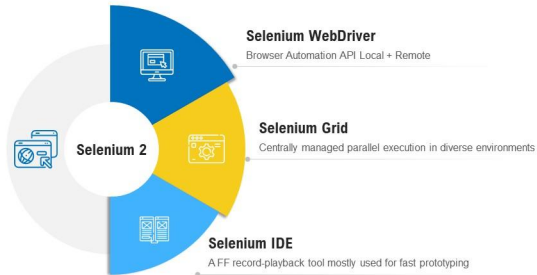 Selenium WebDriver
Browser Automation API Local + Remote
Selenium 2
Selenium Grid
Centrally managed parallel execution in diverse environments
Selenium IDE
A FF record-playback tool mostly used for fast prototyping